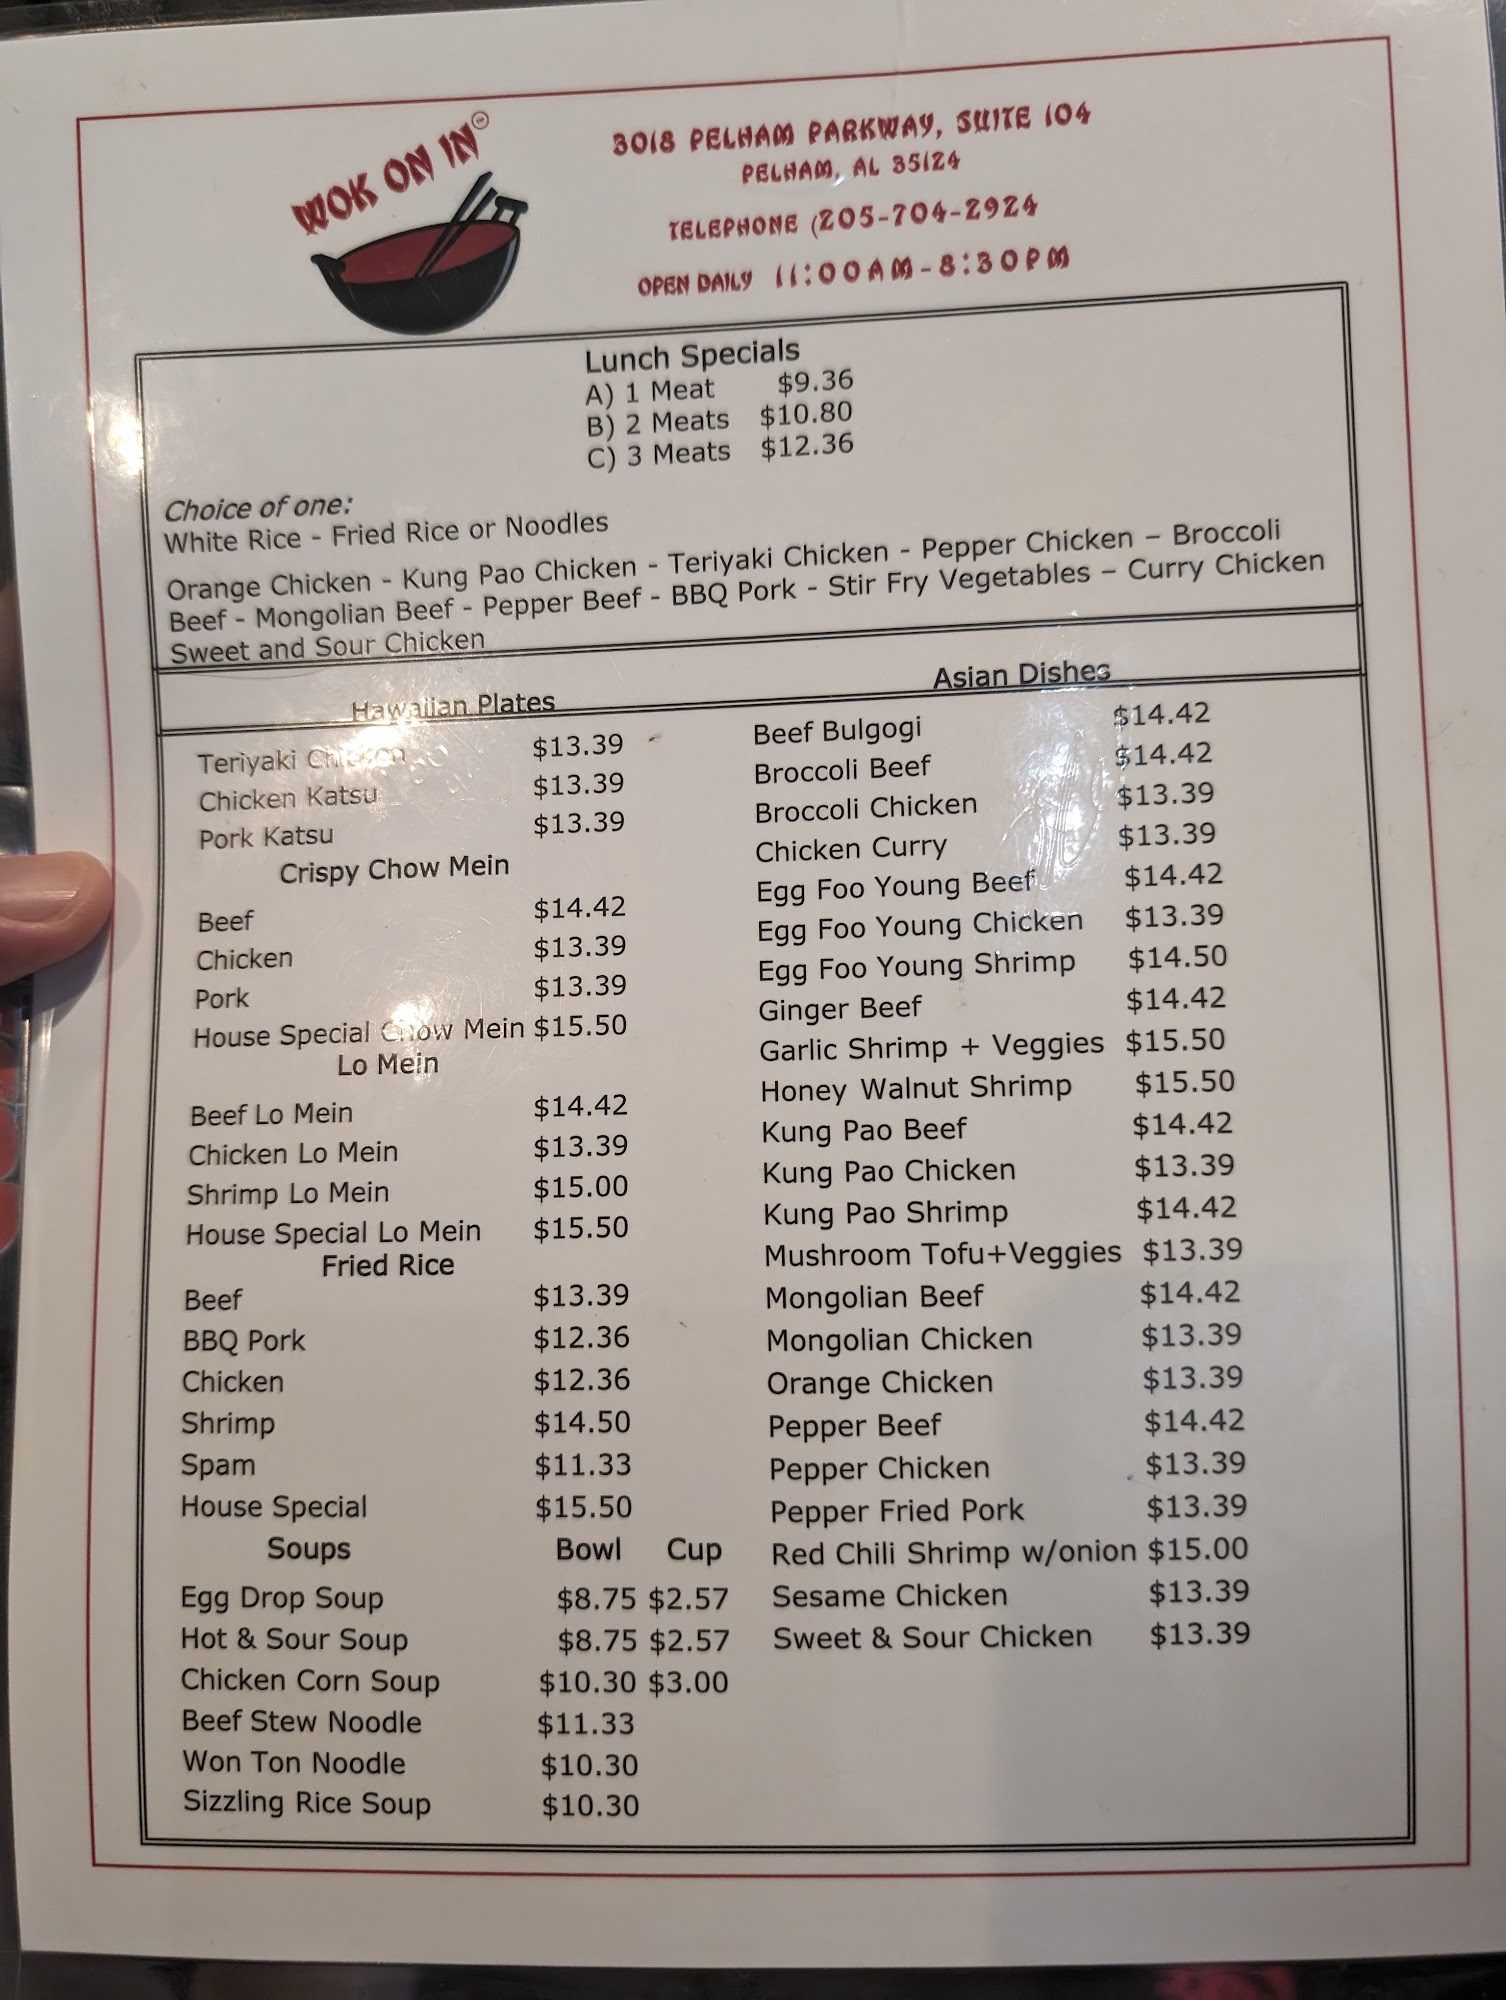 WOK ON IN
3018 PELHAM PARKWAY, SUITE 104
PELHAM, AL 35124
TELEPHONE (205-704-2924
OPEN DAILY 11:00AM-8:30PM
Lunch Specials
A) 1 Meat $9.36
B) 2 Meats $10.80
C) 3 Meats $12.36
Choice of one:
White Rice - Fried Rice or Noodles
Orange Chicken - Kung Pao Chicken - Teriyaki Chicken - Pepper Chicken – Broccoli
Beef - Mongolian Beef - Pepper Beef - BBQ Pork - Stir Fry Vegetables – Curry Chicken
Sweet and Sour Chicken
Hawaiian Plates
Teriyaki Chicken $13.39
Chicken Katsu $13.39
Pork Katsu $13.39
Crispy Chow Mein
Beef $14.42
Chicken $13.39
Pork $13.39
House Special Chow Mein $15.50
Lo Mein
Beef Lo Mein $14.42
Chicken Lo Mein $13.39
Shrimp Lo Mein $15.00
House Special Lo Mein $15.50
Fried Rice
Beef $13.39
BBQ Pork $12.36
Chicken $12.36
Shrimp $14.50
Spam $11.33
House Special $15.50
Soups Bowl Cup
Egg Drop Soup $8.75 $2.57
Hot & Sour Soup $8.75 $2.57
Chicken Corn Soup $10.30 $3.00
Beef Stew Noodle $11.33
Won Ton Noodle $10.30
Sizzling Rice Soup $10.30
Asian Dishes
Beef Bulgogi $14.42
Broccoli Beef $14.42
Broccoli Chicken $13.39
Chicken Curry $13.39
Egg Foo Young Beef $14.42
Egg Foo Young Chicken $13.39
Egg Foo Young Shrimp $14.50
Ginger Beef $14.42
Garlic Shrimp + Veggies $15.50
Honey Walnut Shrimp $15.50
Kung Pao Beef $14.42
Kung Pao Chicken $13.39
Kung Pao Shrimp $14.42
Mushroom Tofu+Veggies $13.39
Mongolian Beef $14.42
Mongolian Chicken $13.39
Orange Chicken $13.39
Pepper Beef $14.42
Pepper Chicken $13.39
Pepper Fried Pork $13.39
Red Chili Shrimp w/onion $15.00
Sesame Chicken $13.39
Sweet & Sour Chicken $13.39